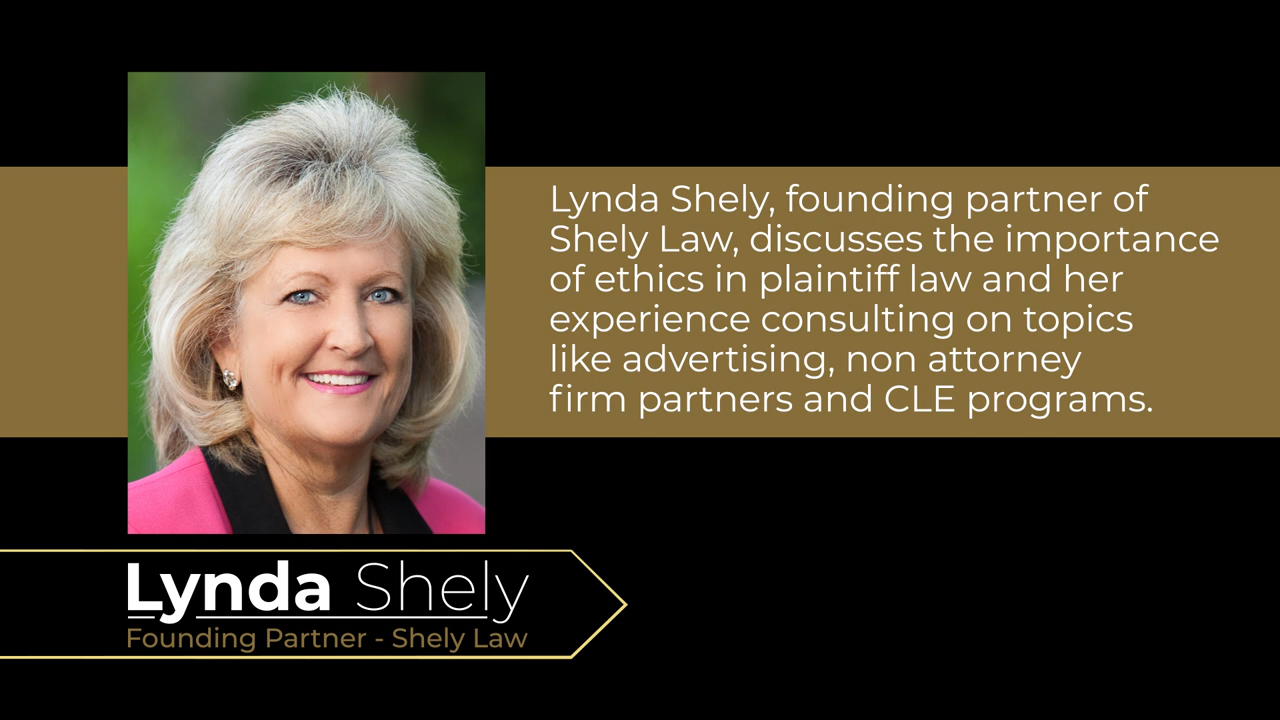 Lynda Shely, founding partner of
Shely Law, discusses the importance
of ethics in plaintiff law and her
experience consulting on topics
like advertising, non attorney
firm partners and CLE programs.
Lynda Shely
Founding Partner - Shely Law